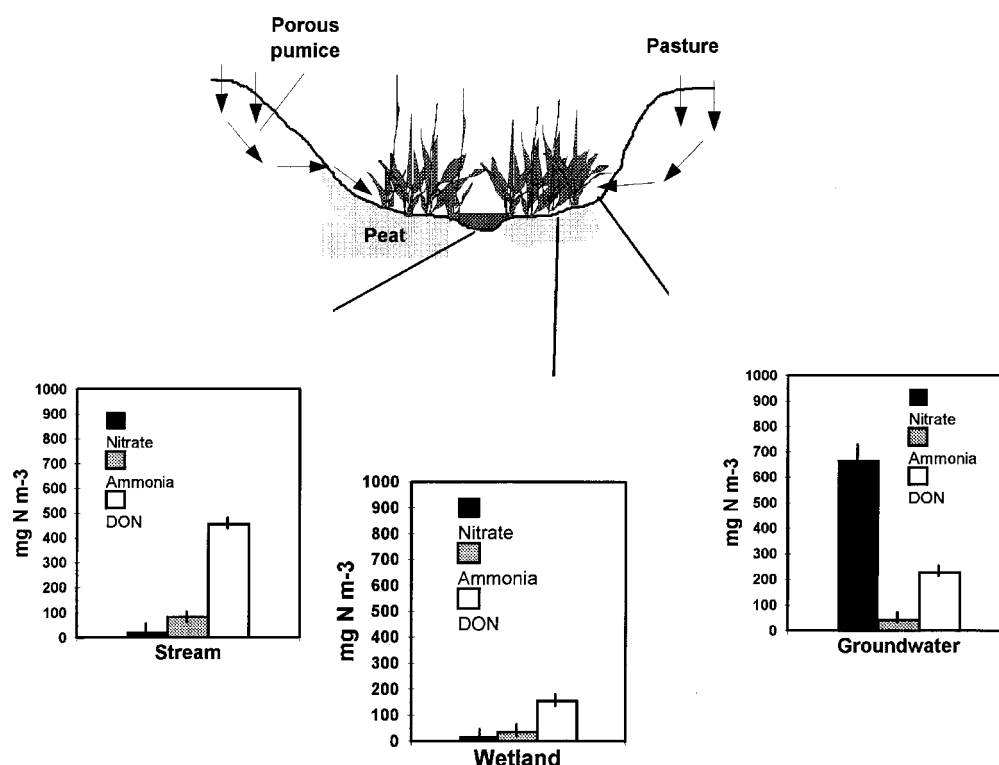 Porous
pumice
Pasture
Peat
1000
900
800
700
600
500
400
300
200
100
0
mg N m-3
Nitrate
Ammonia
DON
Stream
1000
900
800
700
600
500
400
300
200
100
0
mg N m-3
Nitrate
Ammonia
DON
Wetland
1000
900
800
700
600
500
400
300
200
100
0
mg N m-3
Nitrate
Ammonia
DON
Groundwater